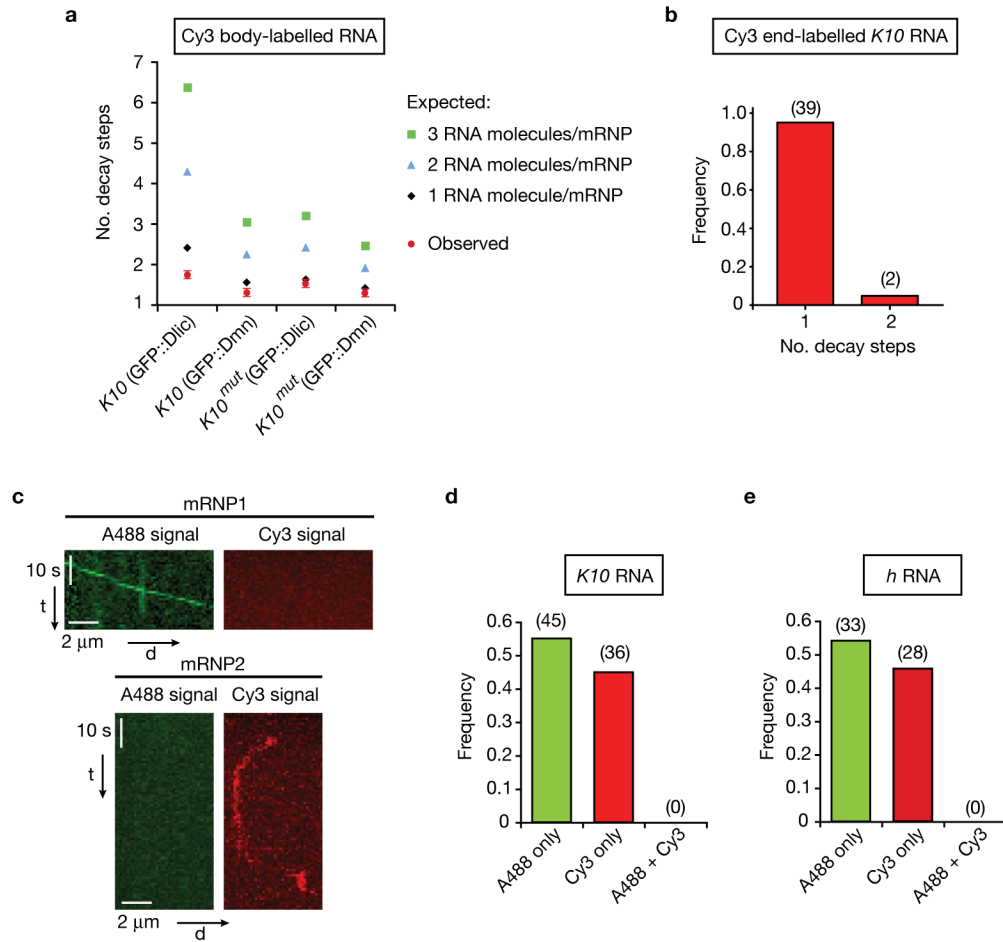 a
Cy3 body-labelled RNA
No. decay steps
7
6
5
4
3
2
1
K10 (GFP::Dlic)
K10 (GFP::Dmn)
K10^mut (GFP::Dlic)
K10^mut (GFP::Dmn)
Expected:
3 RNA molecules/mRNP
2 RNA molecules/mRNP
1 RNA molecule/mRNP
Observed
b
Cy3 end-labelled K10 RNA
Frequency
1.0
0.8
0.6
0.4
0.2
0
(39)
(2)
1
2
No. decay steps
c
mRNP1
A488 signal
Cy3 signal
10 s
t
2 μm
d
mRNP2
A488 signal
Cy3 signal
10 s
t
2 μm
d
d
K10 RNA
Frequency
0.6
0.5
0.4
0.3
0.2
0.1
0
(45)
(36)
(0)
A488 only
Cy3 only
A488 + Cy3
e
h RNA
Frequency
0.6
0.5
0.4
0.3
0.2
0.1
0
(33)
(28)
(0)
A488 only
Cy3 only
A488 + Cy3